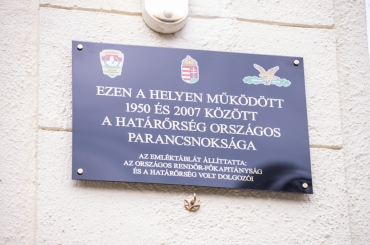 EZEN A HELYEN MŰKÖDÖTT
1950 ÉS 2007 KÖZÖTT
A HATÁRŐRSÉG ORSZÁGOS
PARANCSNOKSÁGA
AZ EMLÉKTÁBLÁT ÁLLÍTTATTA:
AZ ORSZÁGOS RENDŐR-FŐKAPITÁNYSÁG
ÉS A HATÁRŐRSÉG VOLT DOLGOZÓI